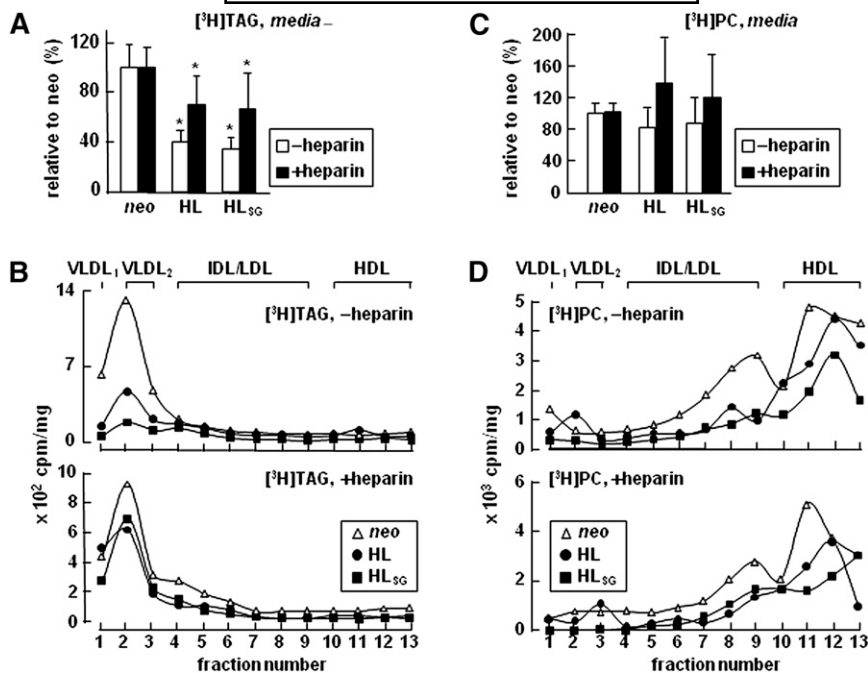 A
[³H]TAG, media –
relative to neo (%)
120
80
40
0
*
*
*
*
neo
HL
HL$G
–heparin
+heparin
C
[³H]PC, media
relative to neo (%)
200
160
120
80
40
0
neo
HL
HL$G
–heparin
+heparin
B
VLDL₁
VLDL₂
IDL/LDL
HDL
[³H]TAG, –heparin
14
7
0
x 10² cpm/mg
[³H]TAG, +heparin
10
8
6
4
2
0
neo
HL
HLSG
1 2 3 4 5 6 7 8 9 10 11 12 13
fraction number
D
VLDL₁
VLDL₂
IDL/LDL
HDL
[³H]PC, –heparin
5
4
3
2
1
0
x 10³ cpm/mg
[³H]PC, +heparin
6
4
2
0
neo
HL
HLSG
1 2 3 4 5 6 7 8 9 10 11 12 13
fraction number